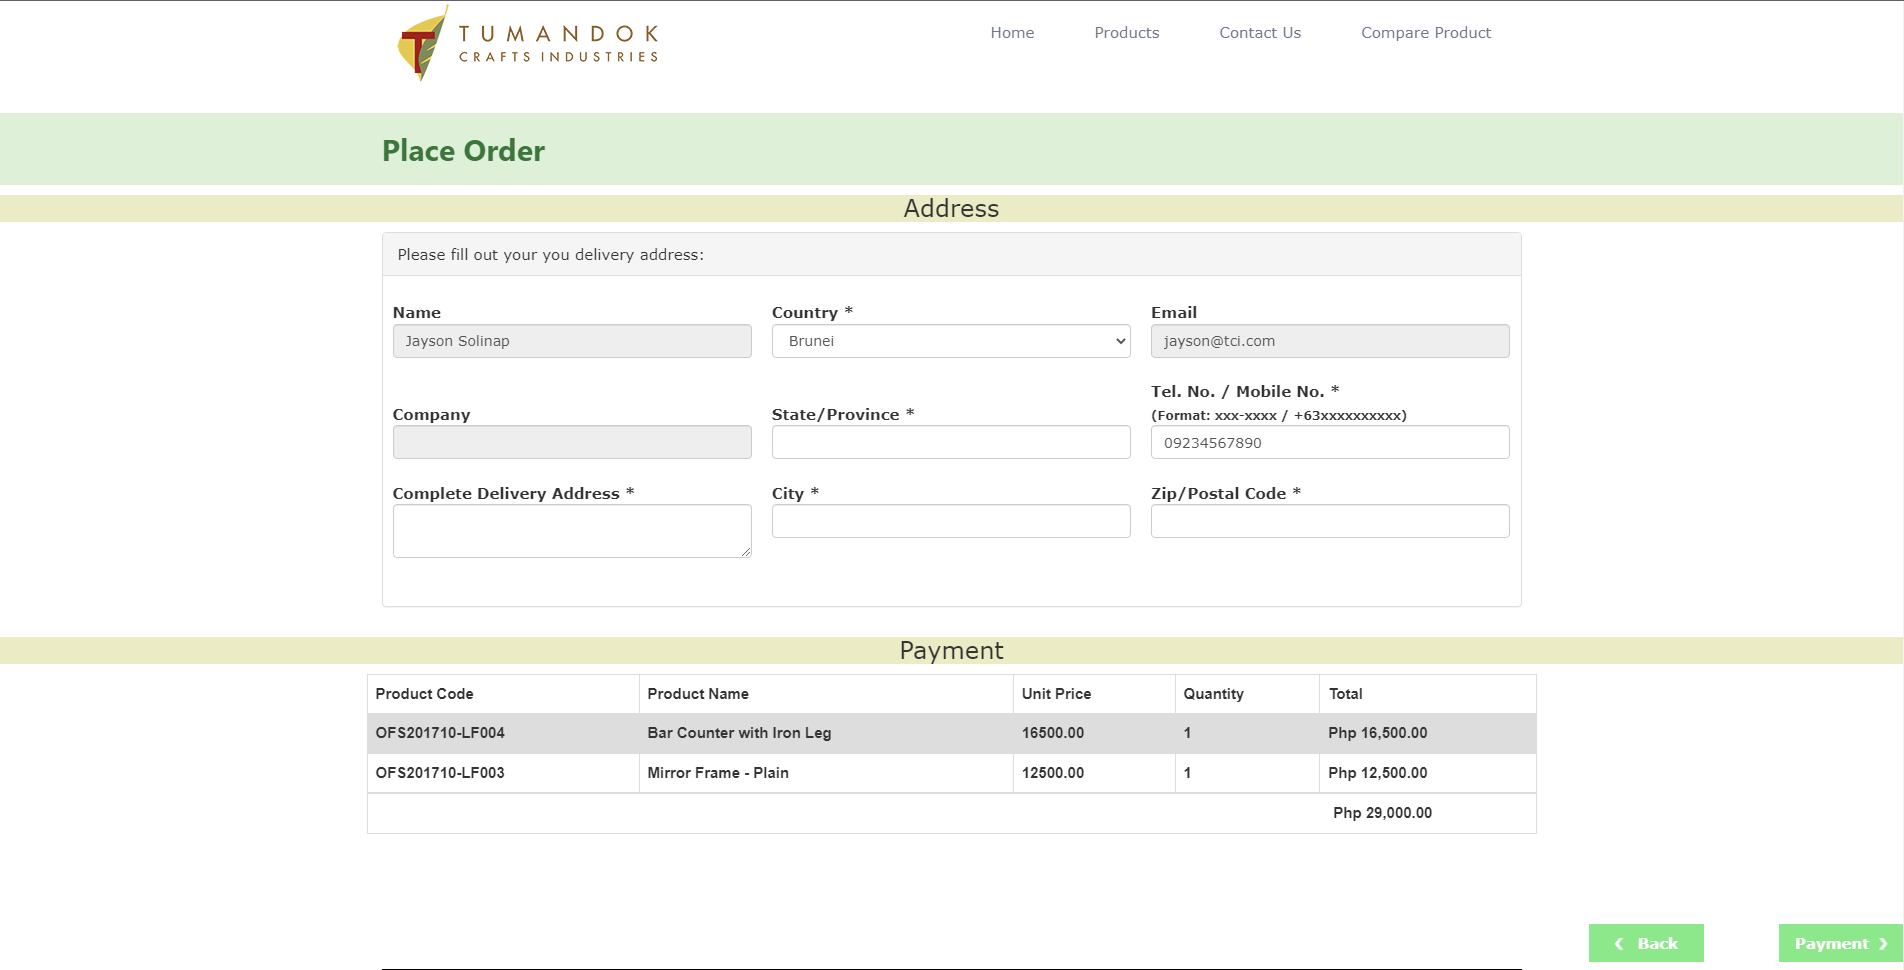 TUMANDOK
CRAFTS INDUSTRIES
Home Products Contact Us Compare Product
Place Order
Address
Please fill out your you delivery address:
Name Country * Email
Jayson Solinap Brunei jayson@tci.com
Tel. No. / Mobile No. *
Company State/Province * (Format: xxx-xxxx / +63xxxxxxxxxx)
09234567890
Complete Delivery Address * City * Zip/Postal Code *
Payment
Product Code Product Name Unit Price Quantity Total
OFS201710-LF004 Bar Counter with Iron Leg 16500.00 1 Php 16,500.00
OFS201710-LF003 Mirror Frame - Plain 12500.00 1 Php 12,500.00
Php 29,000.00
Back Payment